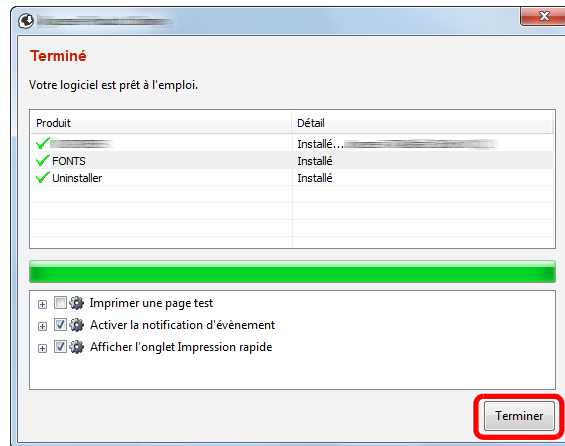 Terminé
Votre logiciel est prêt à l'emploi.
Produit Détail
Installé...
FONTS Installé
Uninstaller Installé
Imprimer une page test
Activer la notification d'évènement
Afficher l'onglet Impression rapide
Terminer